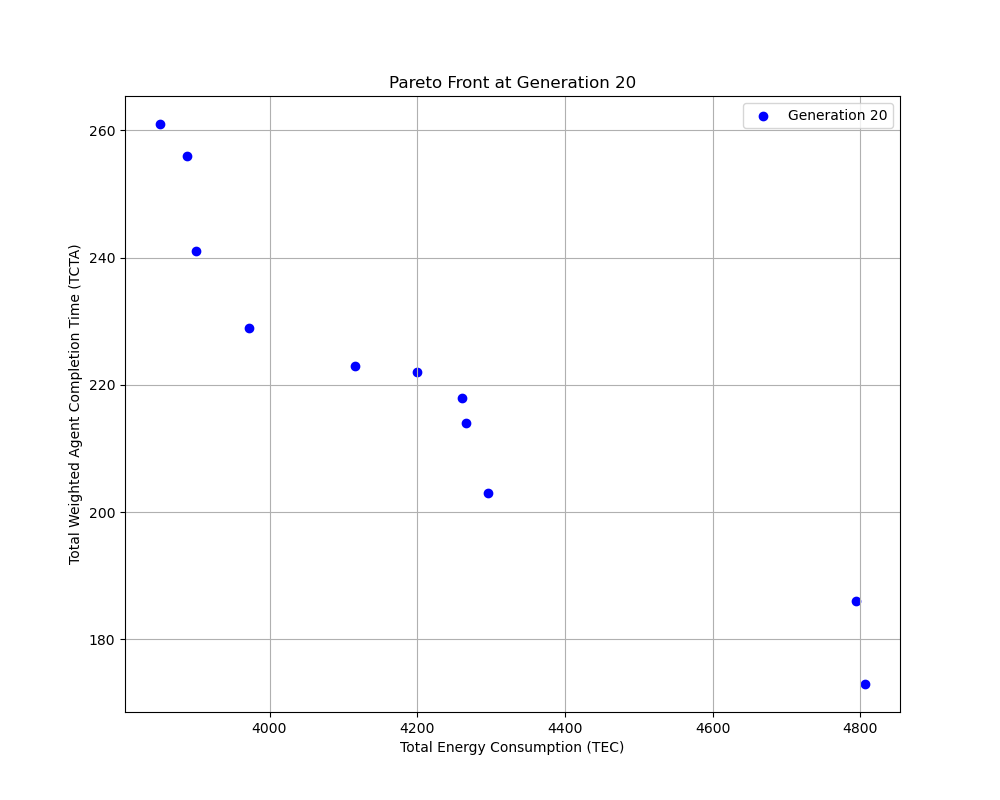 Pareto Front at Generation 20
Generation 20
Total Weighted Agent Completion Time (TCTA)
260
240
220
200
180
4000 4200 4400 4600 4800
Total Energy Consumption (TEC)